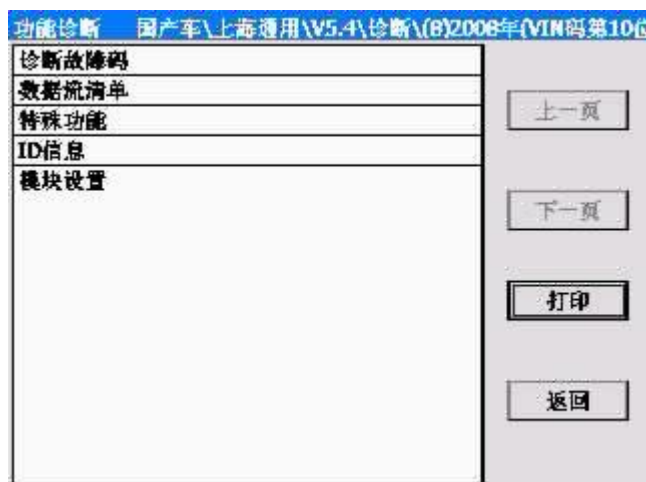 功能诊断 国产车\上海通用\V5.4\诊断\(8)2008年(VIN码第10位
诊断故障码
数据流清单
特殊功能
ID信息
模块设置
上一页
下一页
打印
返回